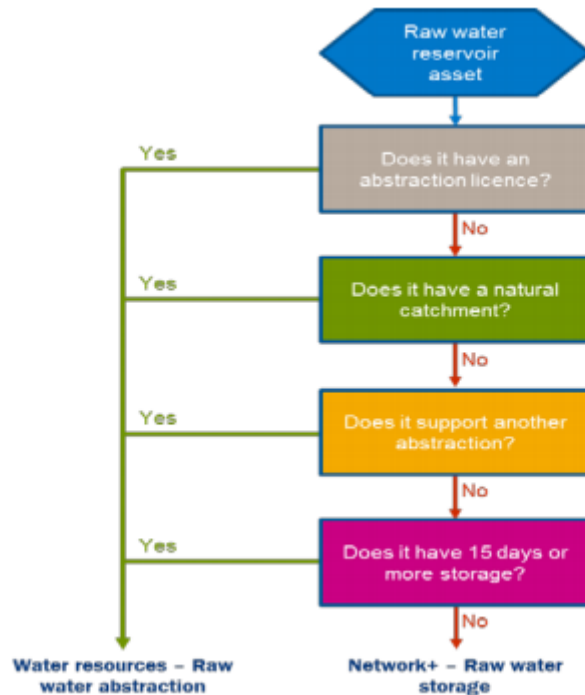 Raw water
reservoir
asset
Yes
Does it have an
abstraction licence?
No
Yes
Does it have a natural
catchment?
No
Yes
Does it support another
abstraction?
No
Yes
Does it have 15 days or
more storage?
No
Water resources – Raw
water abstraction
Network+ – Raw water
storage